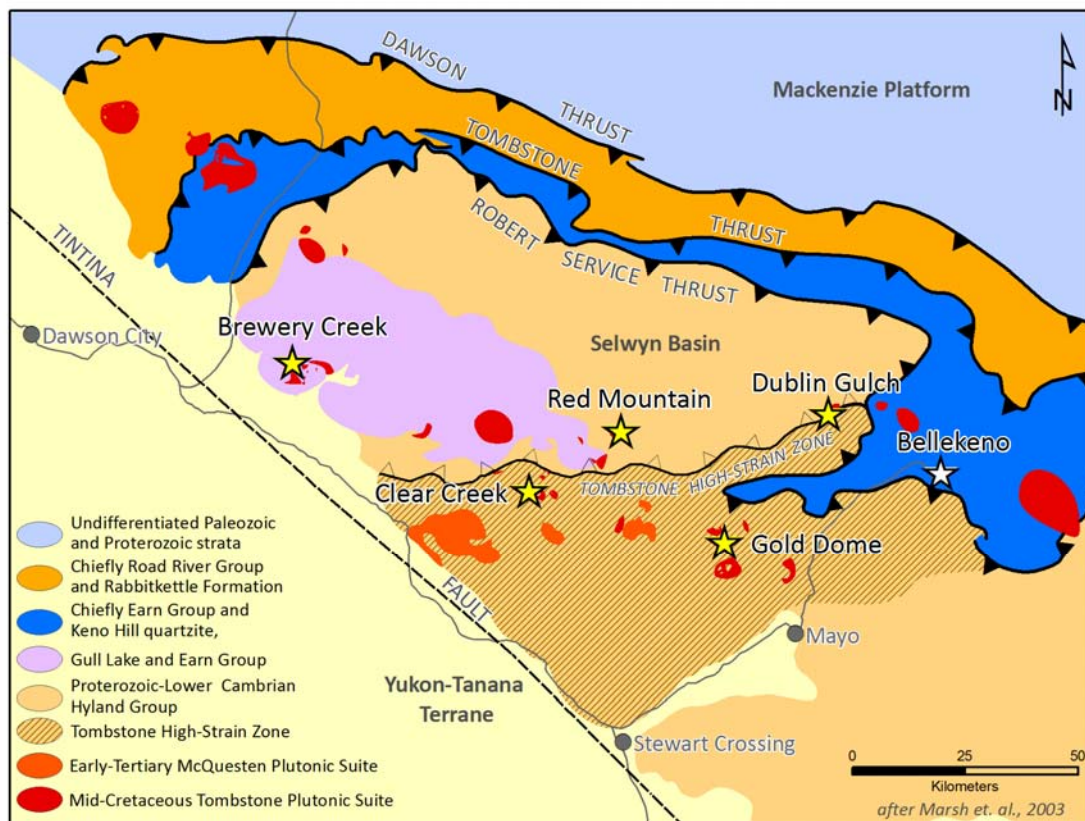 DAWSON THRUST
Mackenzie Platform
N
TOMBSTONE THRUST
ROBERT SERVICE THRUST
TINTINA FAULT
Dawson City
Brewery Creek
Selwyn Basin
Red Mountain
Dublin Gulch
Bellekeno
Clear Creek
TOMBSTONE HIGH-STRAIN ZONE
Gold Dome
Mayo
Yukon-Tanana
Terrane
Stewart Crossing
Undifferentiated Paleozoic
and Proterozoic strata
Chiefly Road River Group
and Rabbitkettle Formation
Chiefly Earn Group and
Keno Hill quartzite,
Gull Lake and Earn Group
Proterozoic-Lower Cambrian
Hyland Group
Tombstone High-Strain Zone
Early-Tertiary McQuesten Plutonic Suite
Mid-Cretaceous Tombstone Plutonic Suite
0 25 50
Kilometers
after Marsh et. al., 2003